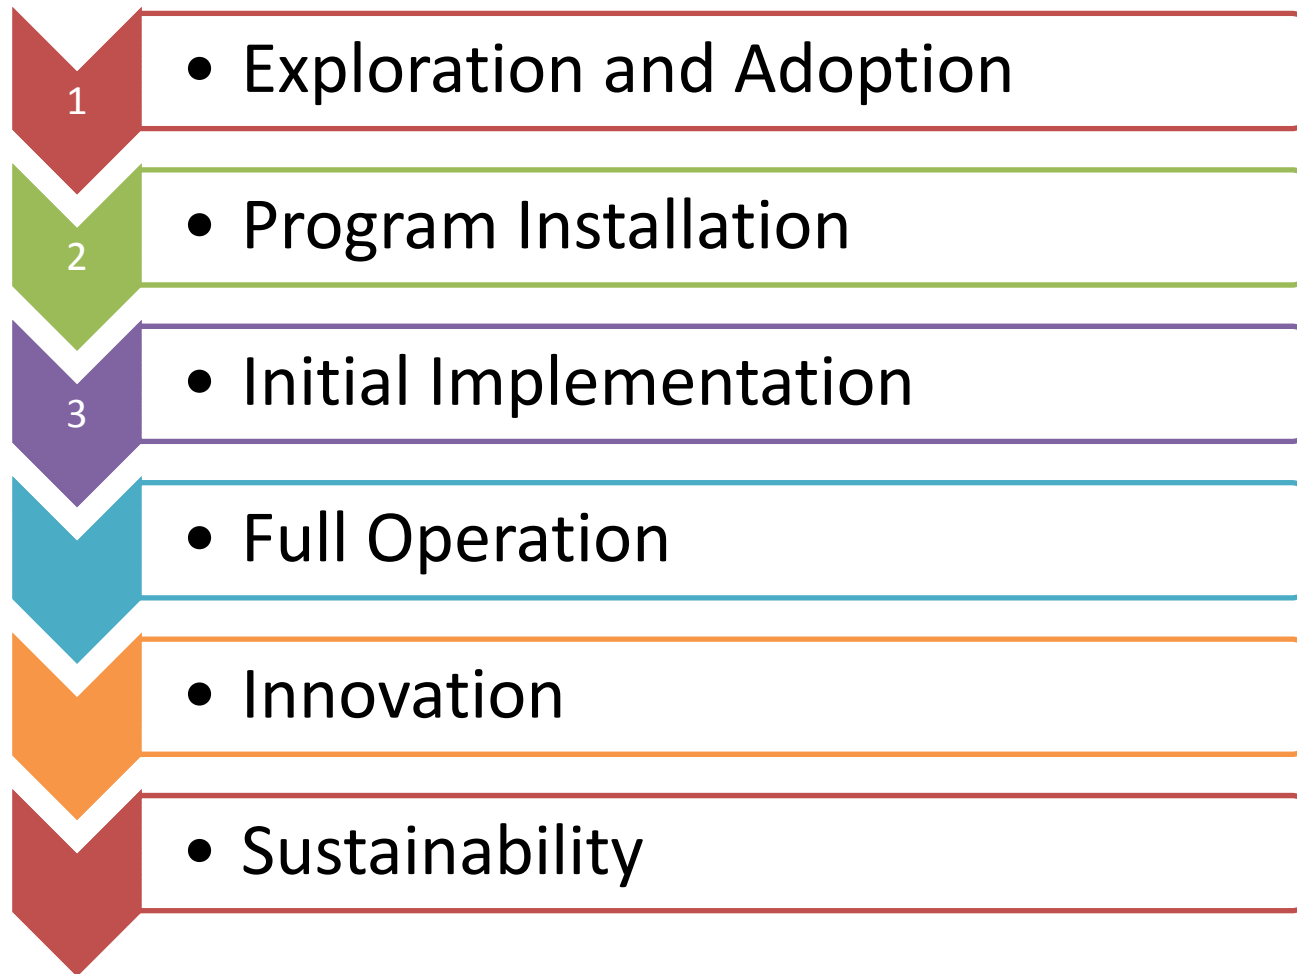 1
• Exploration and Adoption
2
• Program Installation
3
• Initial Implementation
• Full Operation
• Innovation
• Sustainability